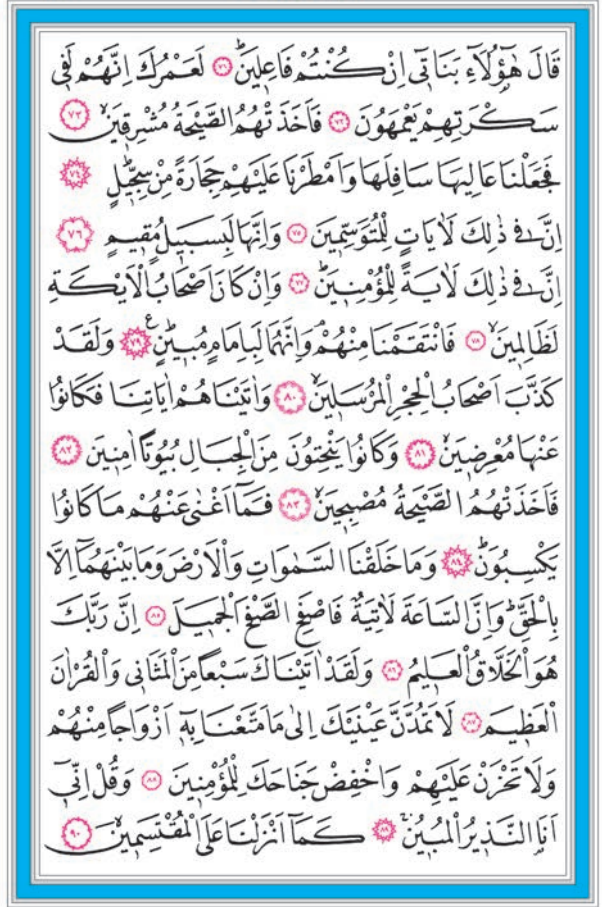 قَالَ هٰٓؤُ۬لَٓاءِ بَنَات۪ٓي اِنْ كُنْتُمْ فَاعِل۪ينَۜ ﴿٧١﴾ لَعَمْرُكَ اِنَّهُمْ لَف۪ي
سَكْرَتِهِمْ يَعْمَهُونَ ﴿٧٢﴾ فَاَخَذَتْهُمُ الصَّيْحَةُ مُشْرِق۪ينَۙ ﴿٧٣﴾
فَجَعَلْنَا عَالِيَهَا سَافِلَهَا وَاَمْطَرْنَا عَلَيْهِمْ حِجَارَةً مِنْ سِجّ۪يلٍ ﴿٧٤﴾
اِنَّ ف۪ي ذٰلِكَ لَاٰيَاتٍ لِلْمُتَوَسِّم۪ينَ ﴿٧٥﴾ وَاِنَّهَا لَبِسَب۪يلٍ مُق۪يمٍ ﴿٧٦﴾
اِنَّ ف۪ي ذٰلِكَ لَاٰيَةً لِلْمُؤْمِن۪ينَۜ ﴿٧٧﴾ وَاِنْ كَانَ اَصْحَابُ الْاَيْكَةِ
لَظَالِم۪ينَۙ ﴿٧٨﴾ فَانْتَقَمْنَا مِنْهُمْۢ وَاِنَّهُمَا لَبِاِمَامٍ مُب۪ينٍۜ ﴿٧٩﴾ وَلَقَدْ
كَذَّبَ اَصْحَابُ الْحِجْرِ الْمُرْسَل۪ينَۙ ﴿٨٠﴾ وَاٰتَيْنَاهُمْ اٰيَاتِنَا فَكَانُوا
عَنْهَا مُعْرِض۪ينَۙ ﴿٨١﴾ وَكَانُوا يَنْحِتُونَ مِنَ الْجِبَالِ بُيُوتًا اٰمِن۪ينَ ﴿٨٢﴾
فَاَخَذَتْهُمُ الصَّيْحَةُ مُصْبِح۪ينَۙ ﴿٨٣﴾ فَمَٓا اَغْنٰى عَنْهُمْ مَا كَانُوا
يَكْسِبُونَۜ ﴿٨٤﴾ وَمَا خَلَقْنَا السَّمٰوَاتِ وَالْاَرْضَ وَمَا بَيْنَهُمَٓا اِلَّا
بِالْحَقِّۜ وَاِنَّ السَّاعَةَ لَاٰتِيَةٌ فَاصْفَحِ الصَّفْحَ الْجَم۪يلَ ﴿٨٥﴾ اِنَّ رَبَّكَ
هُوَ الْخَلَّاقُ الْعَل۪يمُ ﴿٨٦﴾ وَلَقَدْ اٰتَيْنَاكَ سَبْعًا مِنَ الْمَثَان۪ي وَالْقُرْاٰنَ
الْعَظ۪يمَ ﴿٨٧﴾ لَا تَمُدَّنَّ عَيْنَيْكَ اِلٰى مَا مَتَّعْنَا بِه۪ٓ اَزْوَاجًا مِنْهُمْ
وَلَا تَحْزَنْ عَلَيْهِمْ وَاخْفِضْ جَنَاحَكَ لِلْمُؤْمِن۪ينَ ﴿٨٨﴾ وَقُلْ اِنّ۪ٓي
اَنَا النَّذ۪يرُ الْمُب۪ينُۚ ﴿٨٩﴾ كَمَٓا اَنْزَلْنَا عَلَى الْمُقْتَسِم۪ينَۙ ﴿٩٠﴾